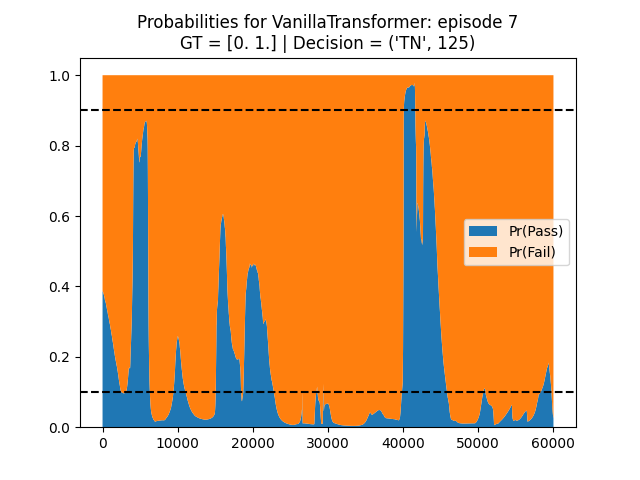 Probabilities for VanillaTransformer: episode 7
GT = [0. 1.] | Decision = ('TN', 125)
1.0
0.8
0.6
0.4
0.2
0.0
Pr(Pass)
Pr(Fail)
0 10000 20000 30000 40000 50000 60000